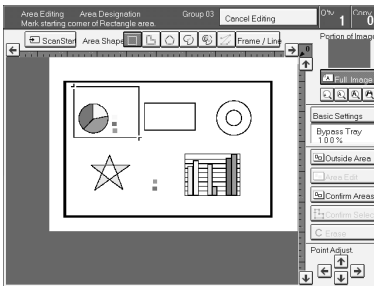 Area Editing Area Designation Group 03 Cancel Editing Q'ty 1 Copy 0
Mark starting corner of Rectangle area.
ScanStart Area Shape Frame / Line Portion of Image
Full Image
Basic Settings
Bypass Tray
100%
Outside Area
Area Edit
Confirm Areas
Confirm Selec
C Erase
Point Adjust.